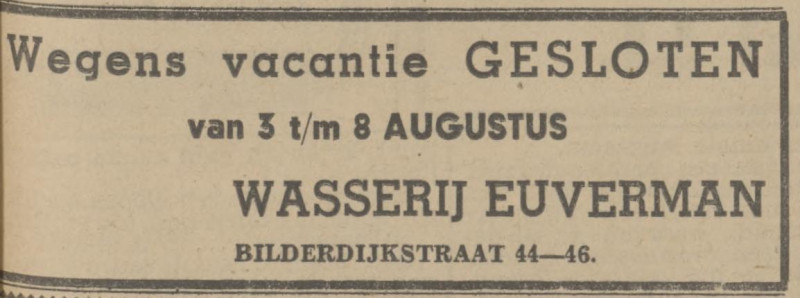 Wegens vacantie GESLOTEN
van 3 t/m 8 AUGUSTUS
WASSERIJ EUVERMAN
BILDERDIJKSTRAAT 44—46.